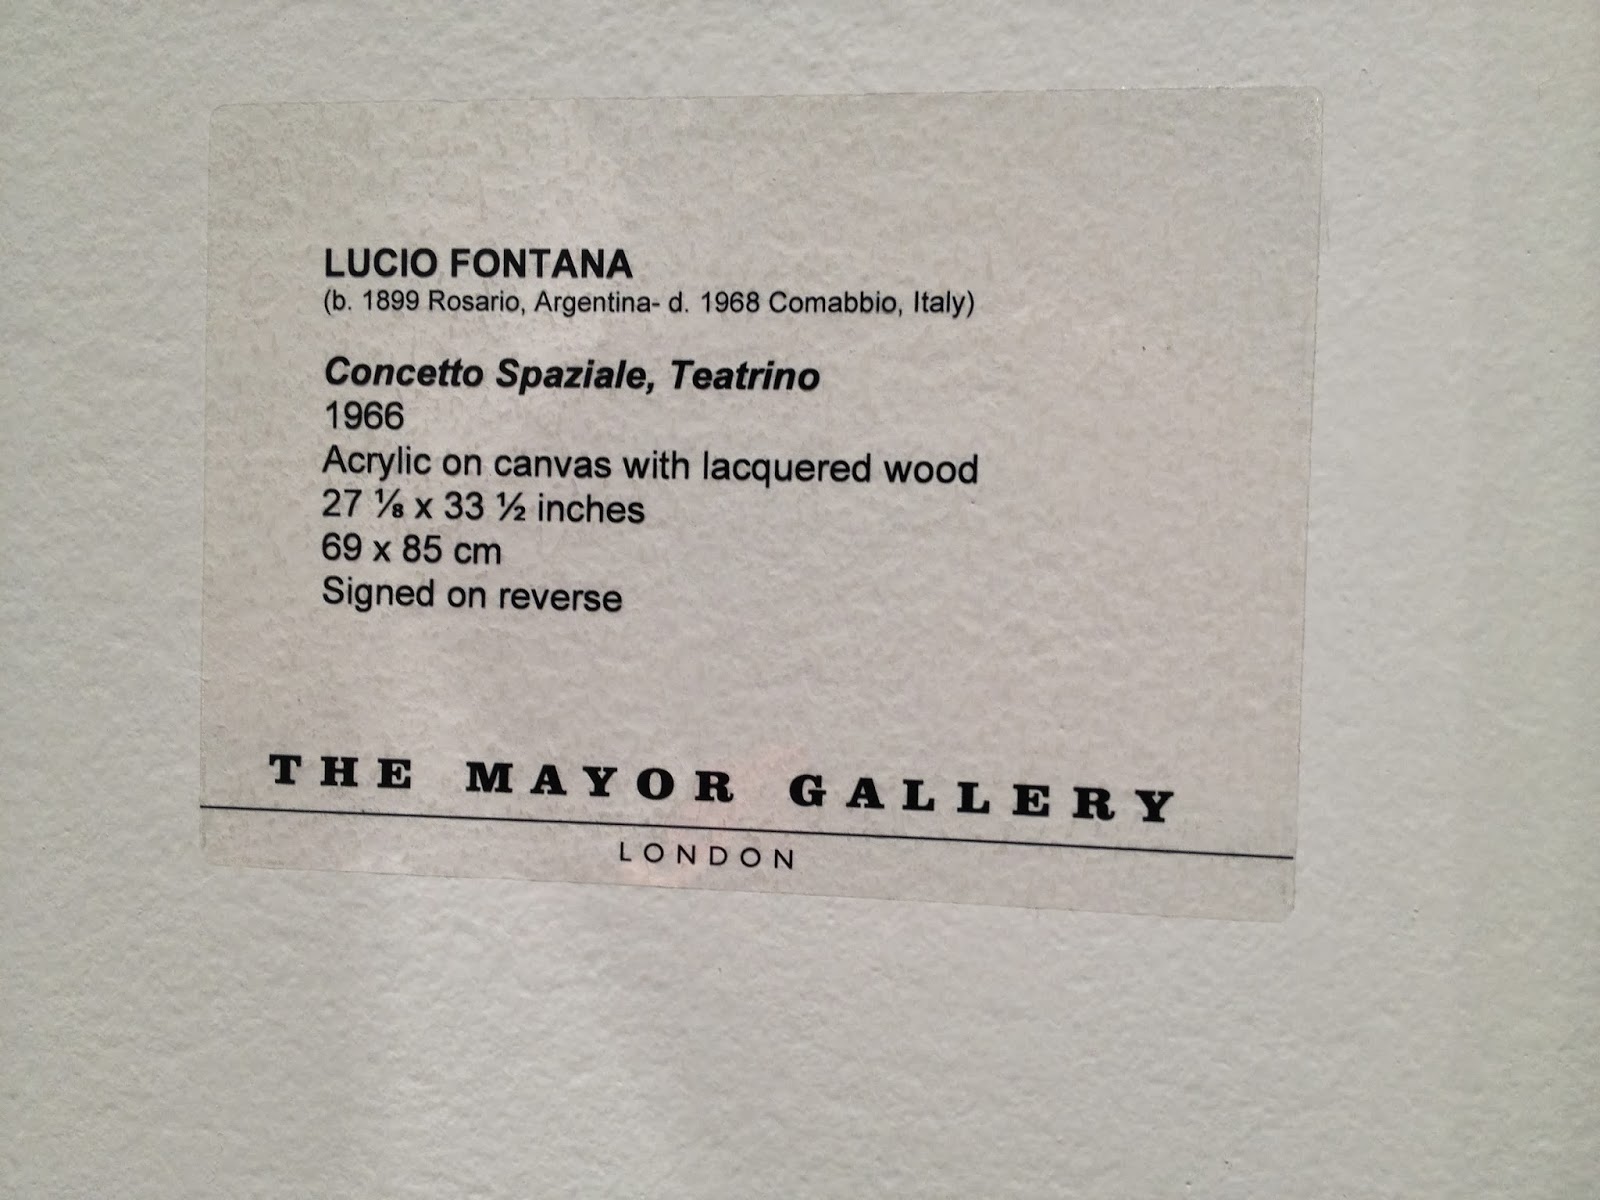 LUCIO FONTANA
(b. 1899 Rosario, Argentina- d. 1968 Comabbio, Italy)
Concetto Spaziale, Teatrino
1966
Acrylic on canvas with lacquered wood
27 ⅛ x 33 ½ inches
69 x 85 cm
Signed on reverse
THE MAYOR GALLERY
LONDON